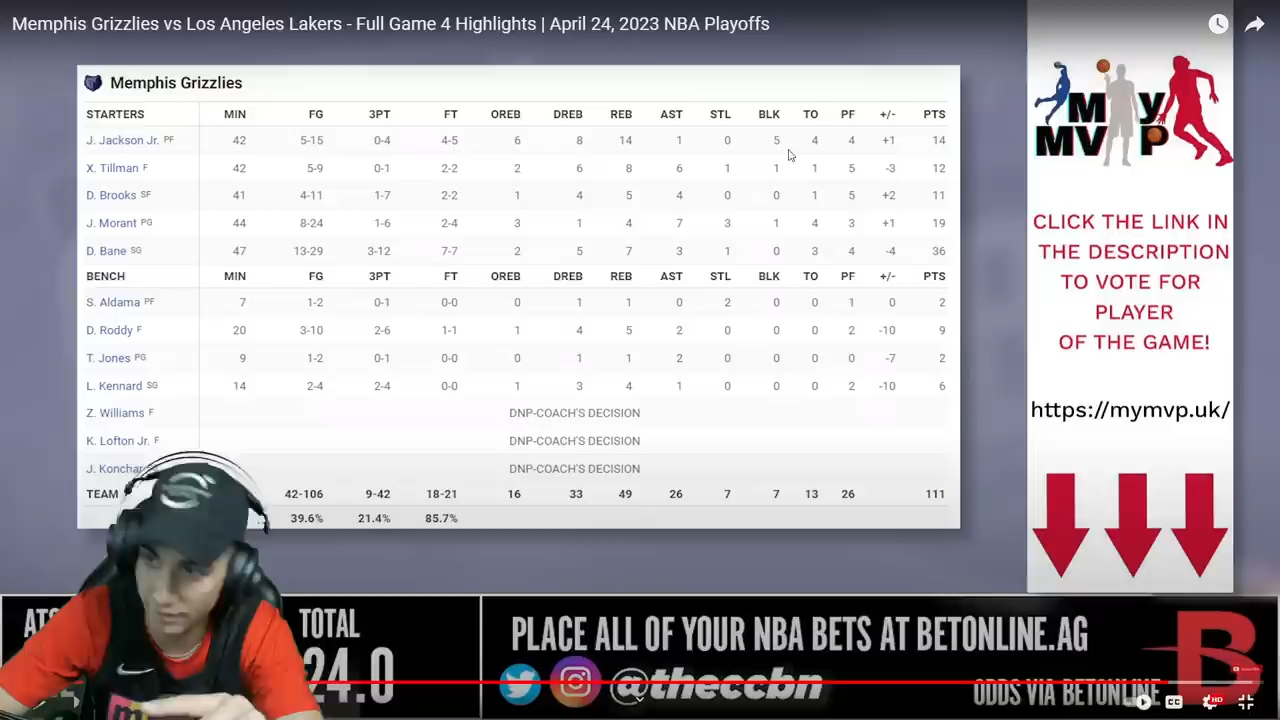 Memphis Grizzlies vs Los Angeles Lakers - Full Game 4 Highlights | April 24, 2023 NBA Playoffs
Memphis Grizzlies
STARTERS MIN FG 3PT FT OREB DREB REB AST STL BLK TO PF +/- PTS
J. Jackson Jr. PF 42 5-15 0-4 4-5 6 8 14 1 0 5 4 4 +1 14
X. Tillman F 42 5-9 0-1 2-2 2 6 8 6 1 1 1 5 -3 12
D. Brooks SF 41 4-11 1-7 2-2 1 4 5 4 0 0 1 5 +2 11
J. Morant PG 44 8-24 1-6 2-4 3 1 4 7 3 1 4 3 +1 19
D. Bane SG 47 13-29 3-12 7-7 2 5 7 3 1 0 3 4 -4 36
BENCH MIN FG 3PT FT OREB DREB REB AST STL BLK TO PF +/- PTS
S. Aldama PF 7 1-2 0-1 0-0 0 1 1 0 2 0 0 1 0 2
D. Roddy F 20 3-10 2-6 1-1 1 4 5 2 0 0 0 2 -10 9
T. Jones PG 9 1-2 0-1 0-0 0 1 1 2 0 0 0 0 -7 2
L. Kennard SG 14 2-4 2-4 0-0 1 3 4 1 0 0 0 2 -10 6
Z. Williams F DNP-COACH'S DECISION
K. Lofton Jr. F DNP-COACH'S DECISION
J. Konchar DNP-COACH'S DECISION
TEAM 42-106 9-42 18-21 16 33 49 26 7 7 13 26 111
39.6% 21.4% 85.7%
MY
MVP
CLICK THE LINK IN
THE DESCRIPTION
TO VOTE FOR
PLAYER
OF THE GAME!
https://mymvp.uk/
TOTAL
24.0
PLACE ALL OF YOUR NBA BETS AT BETONLINE.AG
@theccbn
ODDS VIA BETONLINE
B
CC
HD